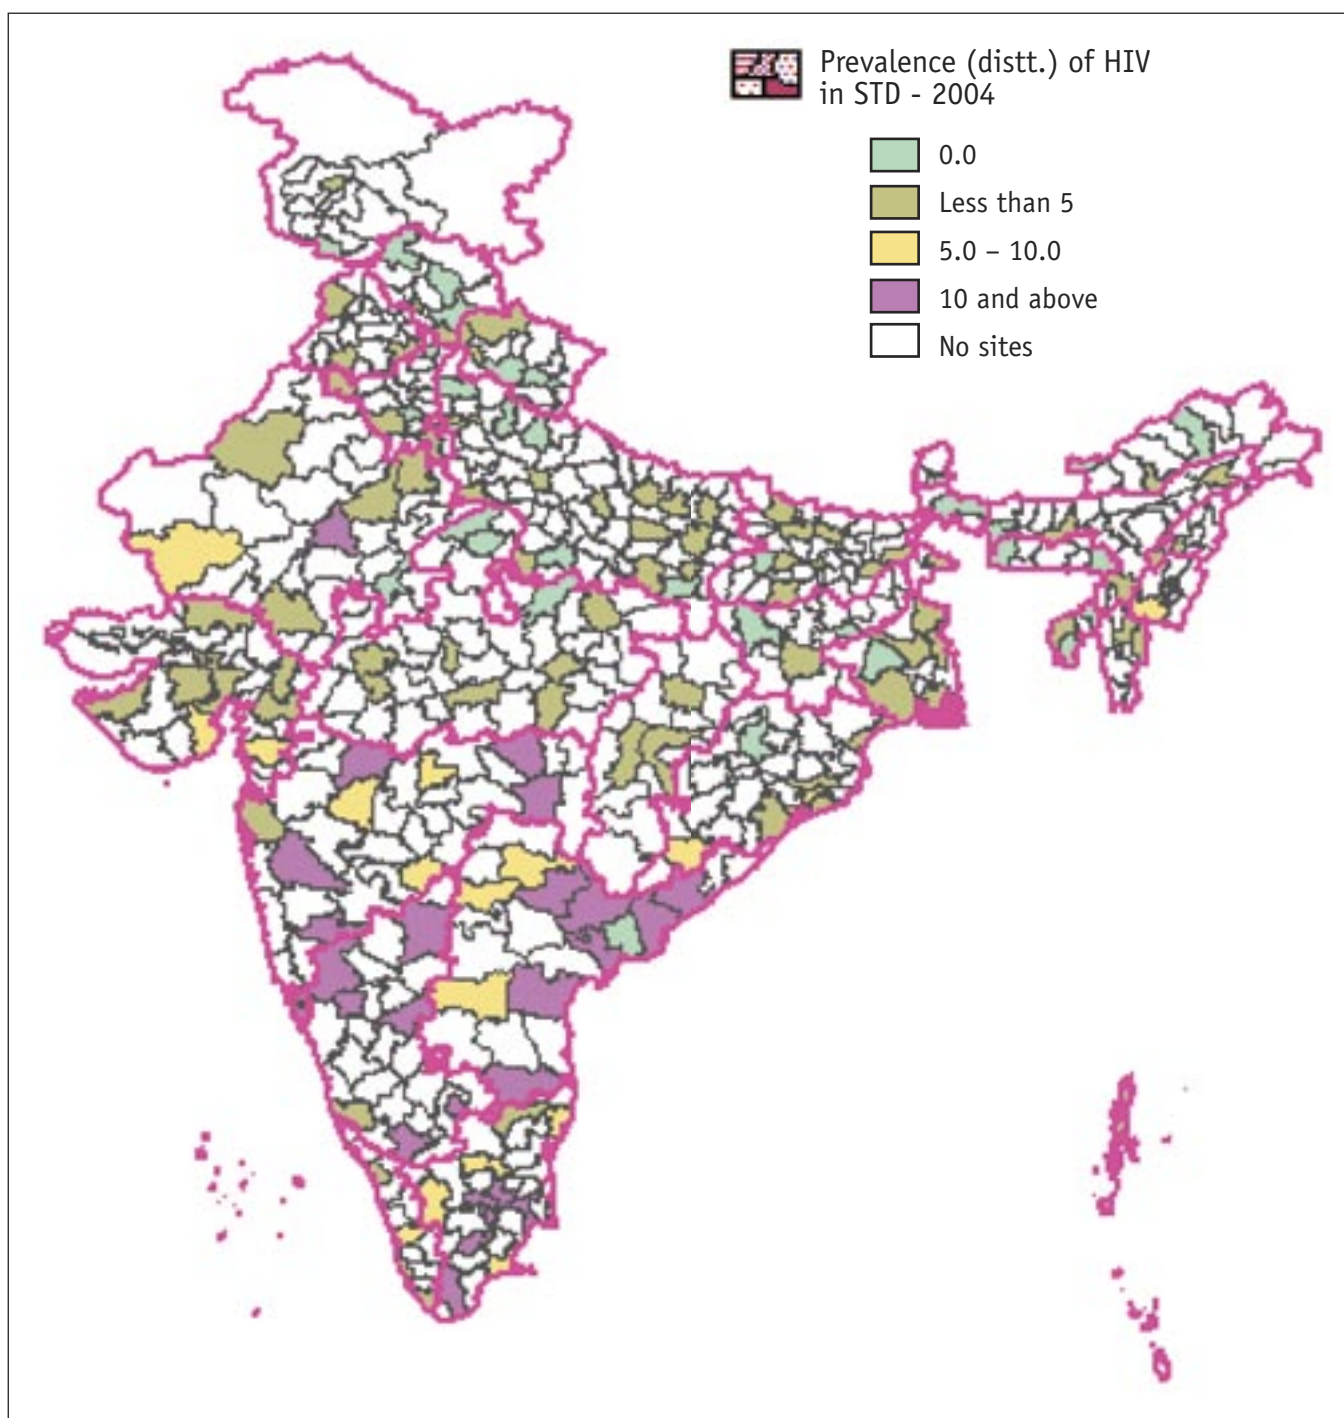 Prevalence (distt.) of HIV
in STD - 2004
0.0
Less than 5
5.0 – 10.0
10 and above
No sites